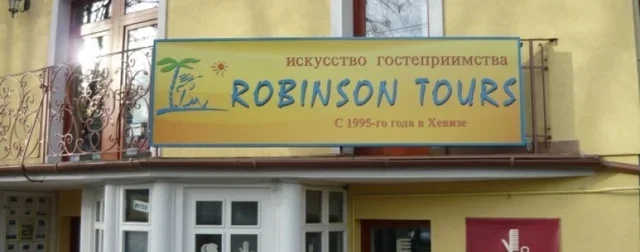 искусство гостеприимства
ROBINSON TOURS
С 1995-го года в Хевизе